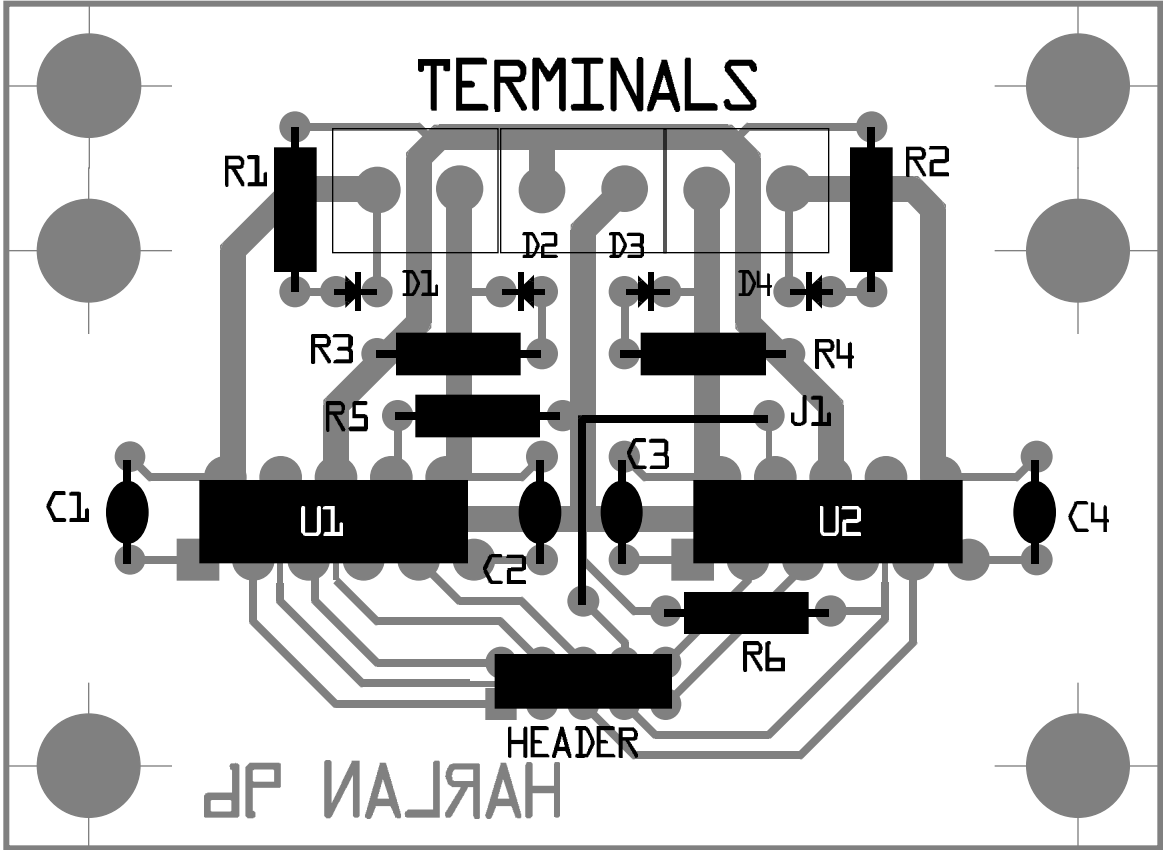 TERMINALS
R1
R2
D2 D3
D1
D4
R3
R4
R5
J1
C3
C1
U1
U2
C4
C2
R6
HEADER
HARLAN 96